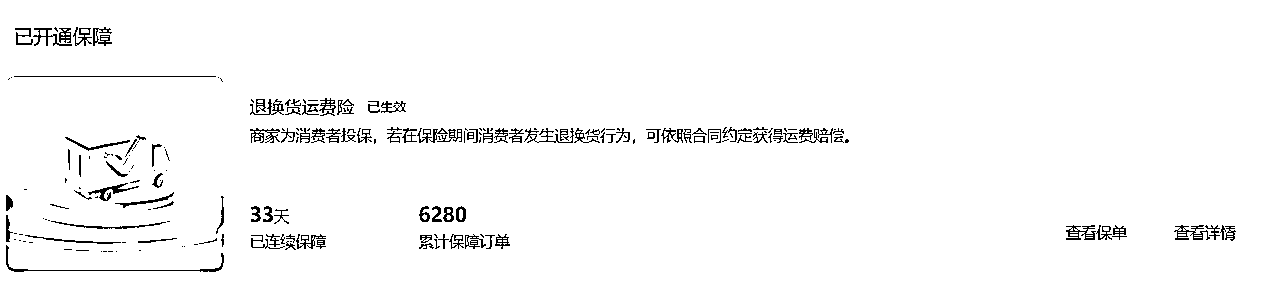 已开通保障
退换货运费险 已生效
商家为消费者投保，若在保险期间消费者发生退换货行为，可依照合同约定获得运费赔偿。
33天 6280
已连续保障 累计保障订单 查看保单 查看详情